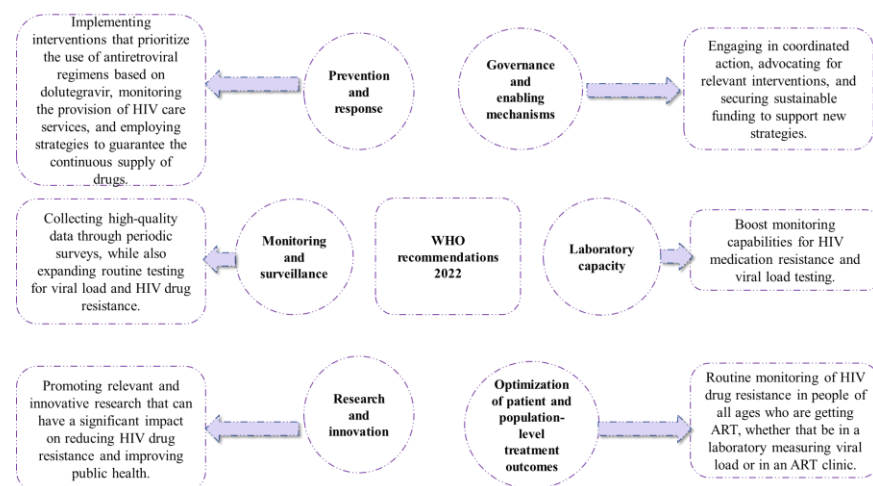 Implementing
interventions that prioritize
the use of antiretroviral
regimens based on
dolutegravir, monitoring
the provision of HIV care
services, and employing
strategies to guarantee the
continuous supply of
drugs.
Prevention
and
response
Governance
and
enabling
mechanisms
Engaging in coordinated
action, advocating for
relevant interventions, and
securing sustainable
funding to support new
strategies.
Collecting high-quality
data through periodic
surveys, while also
expanding routine testing
for viral load and HIV drug
resistance.
Monitoring
and
surveillance
WHO
recommendations
2022
Laboratory
capacity
Boost monitoring
capabilities for HIV
medication resistance and
viral load testing.
Promoting relevant and
innovative research that can
have a significant impact
on reducing HIV drug
resistance and improving
public health.
Research
and
innovation
Optimization
of patient and
population-
level
treatment
outcomes
Routine monitoring of HIV
drug resistance in people of
all ages who are getting
ART, whether that be in a
laboratory measuring viral
load or in an ART clinic.